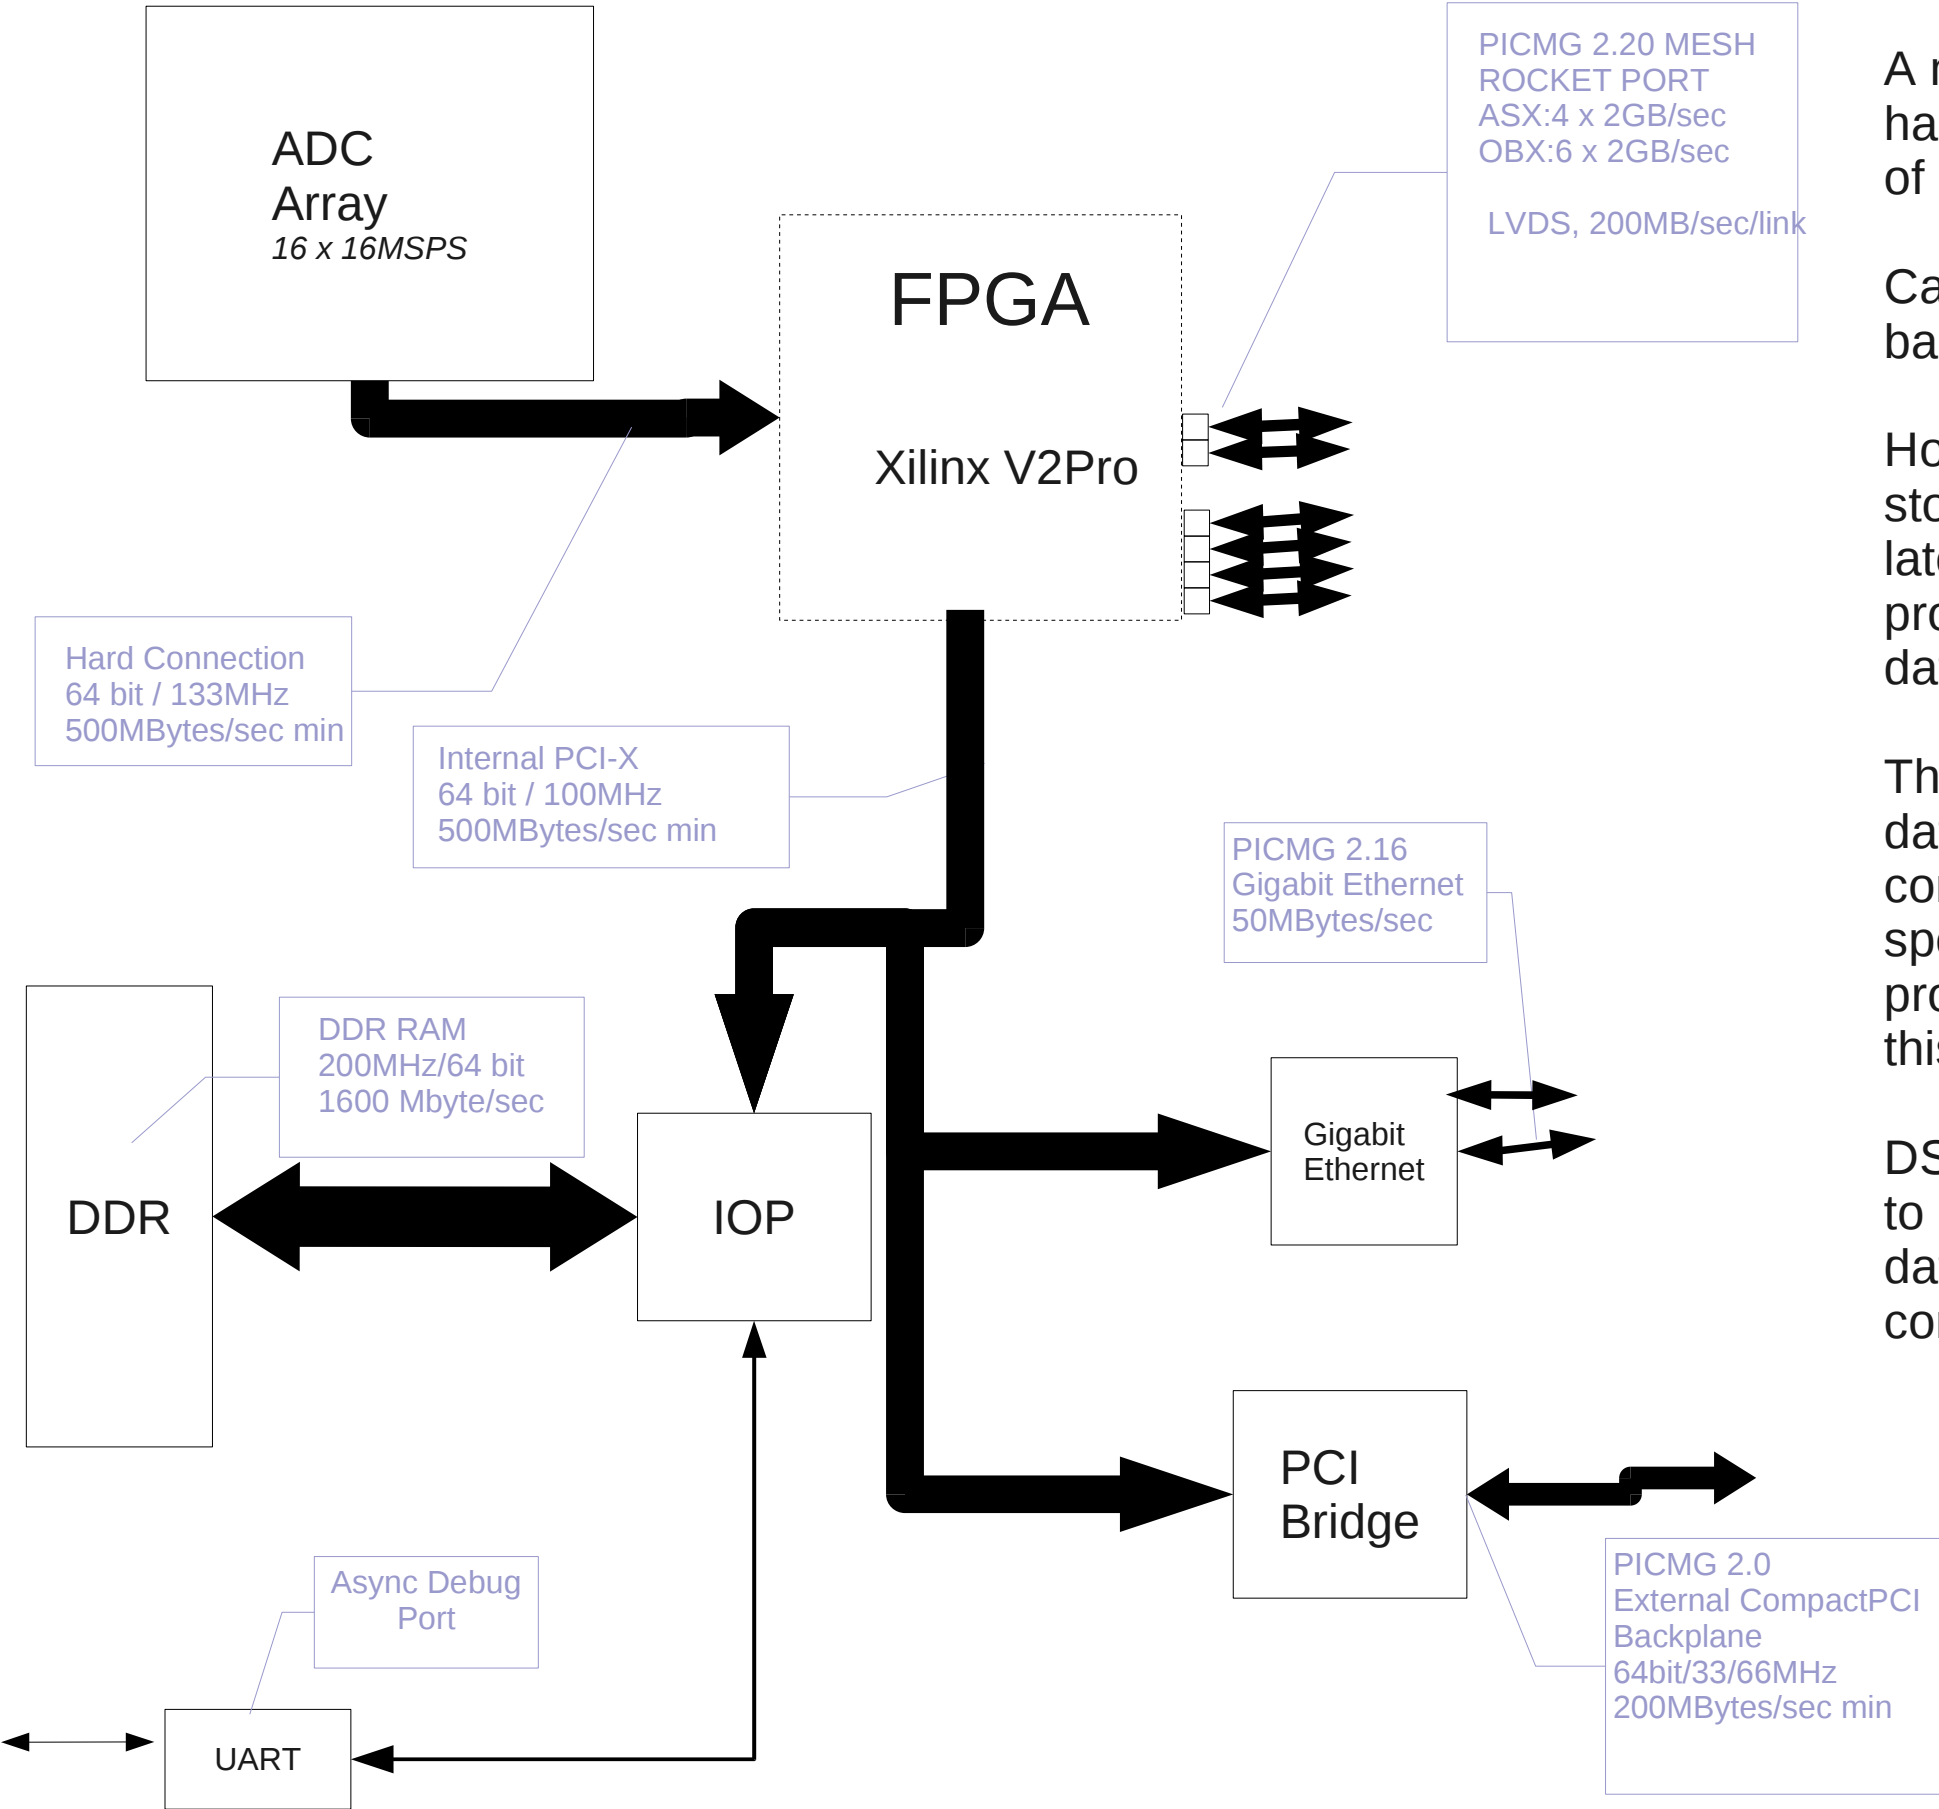 ADC
Array
16 x 16MSPS
FPGA
Xilinx V2Pro
PICMG 2.20 MESH
ROCKET PORT
ASX:4 x 2GB/sec
OBX:6 x 2GB/sec
LVDS, 200MB/sec/link
Hard Connection
64 bit / 133MHz
500MBytes/sec min
Internal PCI-X
64 bit / 100MHz
500MBytes/sec min
PICMG 2.16
Gigabit Ethernet
50MBytes/sec
DDR RAM
200MHz/64 bit
1600 Mbyte/sec
DDR
IOP
Gigabit
Ethernet
PCI
Bridge
PICMG 2.0
External CompactPCI
Backplane
64bit/33/66MHz
200MBytes/sec min
Async Debug
Port
UART
A
of
to